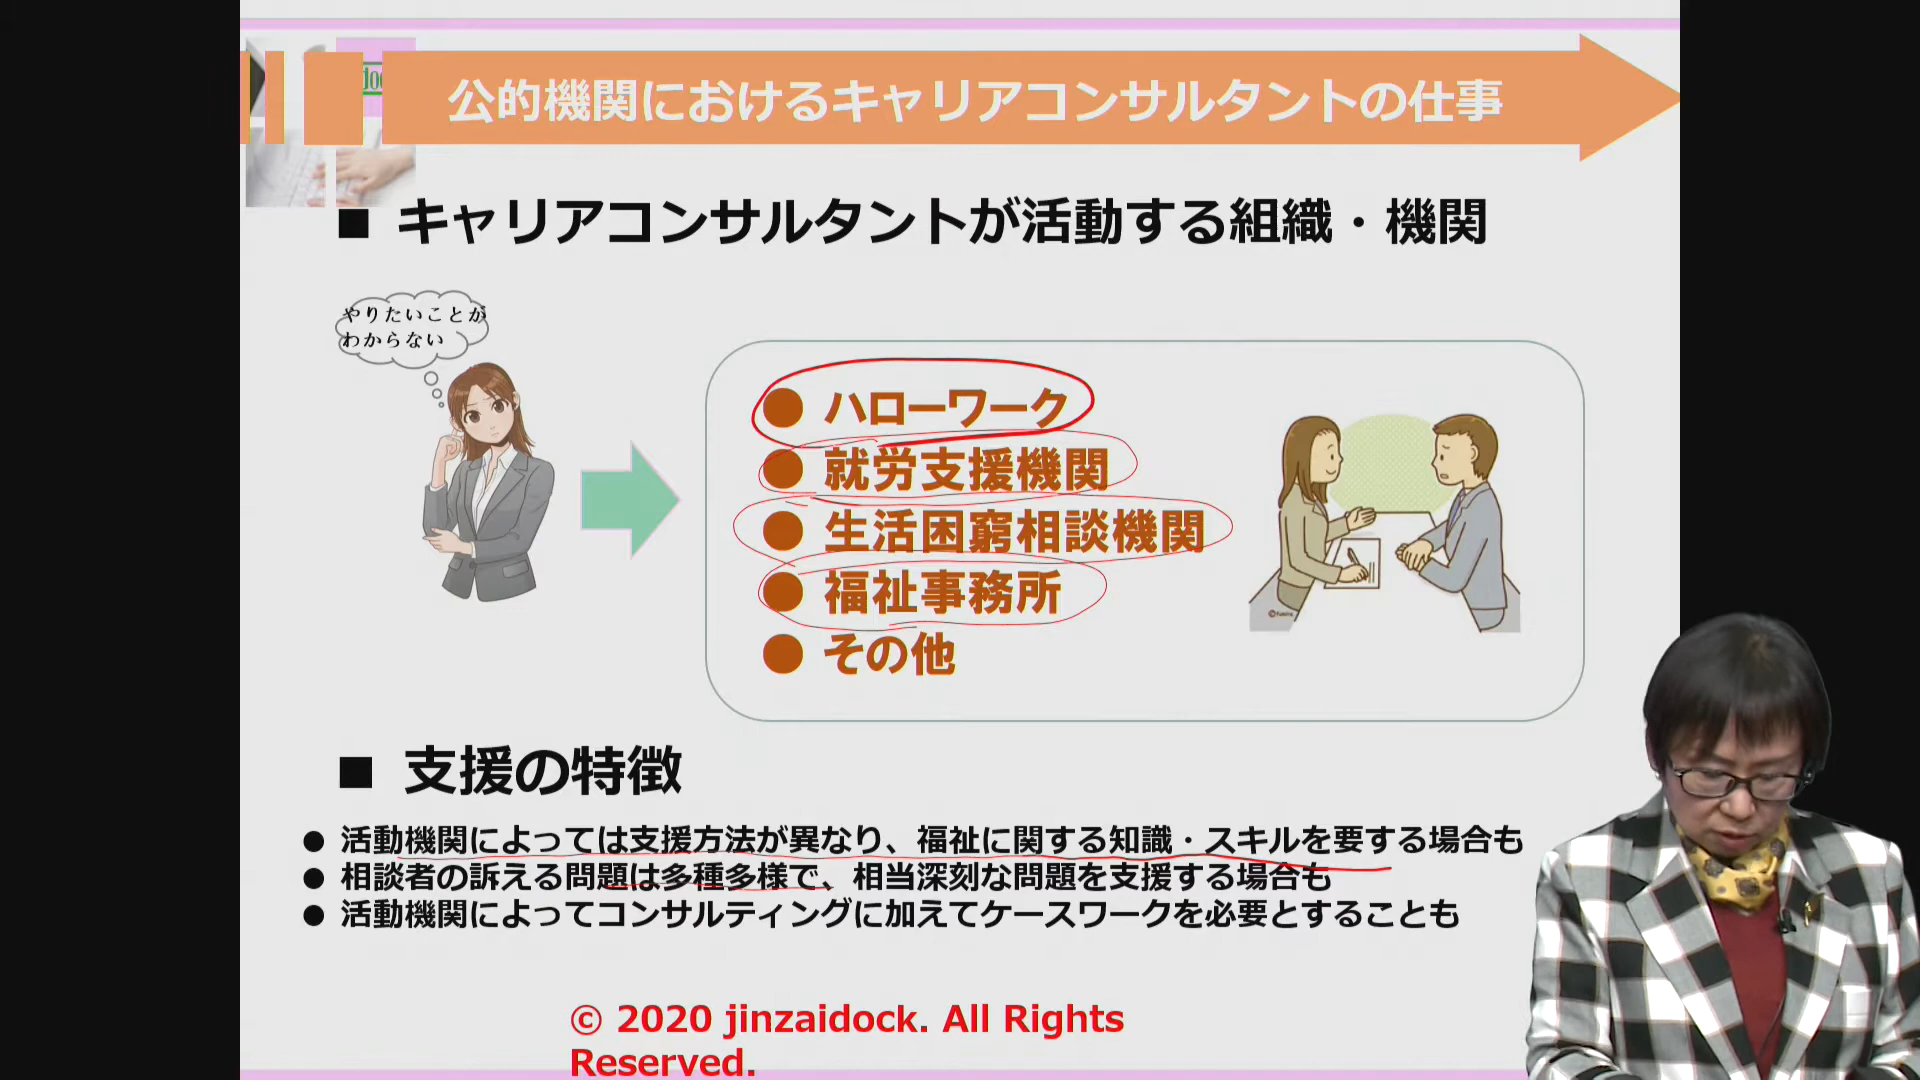 doc
公的機関におけるキャリアコンサルタントの仕事
■ キャリアコンサルタントが活動する組織・機関
やりたいことが
わからない
● ハローワーク
● 就労支援機関
● 生活困窮相談機関
● 福祉事務所
● その他
■ 支援の特徴
● 活動機関によっては支援方法が異なり、福祉に関する知識・スキルを要する場合も
● 相談者の訴える問題は多種多様で、相当深刻な問題を支援する場合も
● 活動機関によってコンサルティングに加えてケースワークを必要とすることも
© 2020 jinzaidock. All Rights
Reserved.